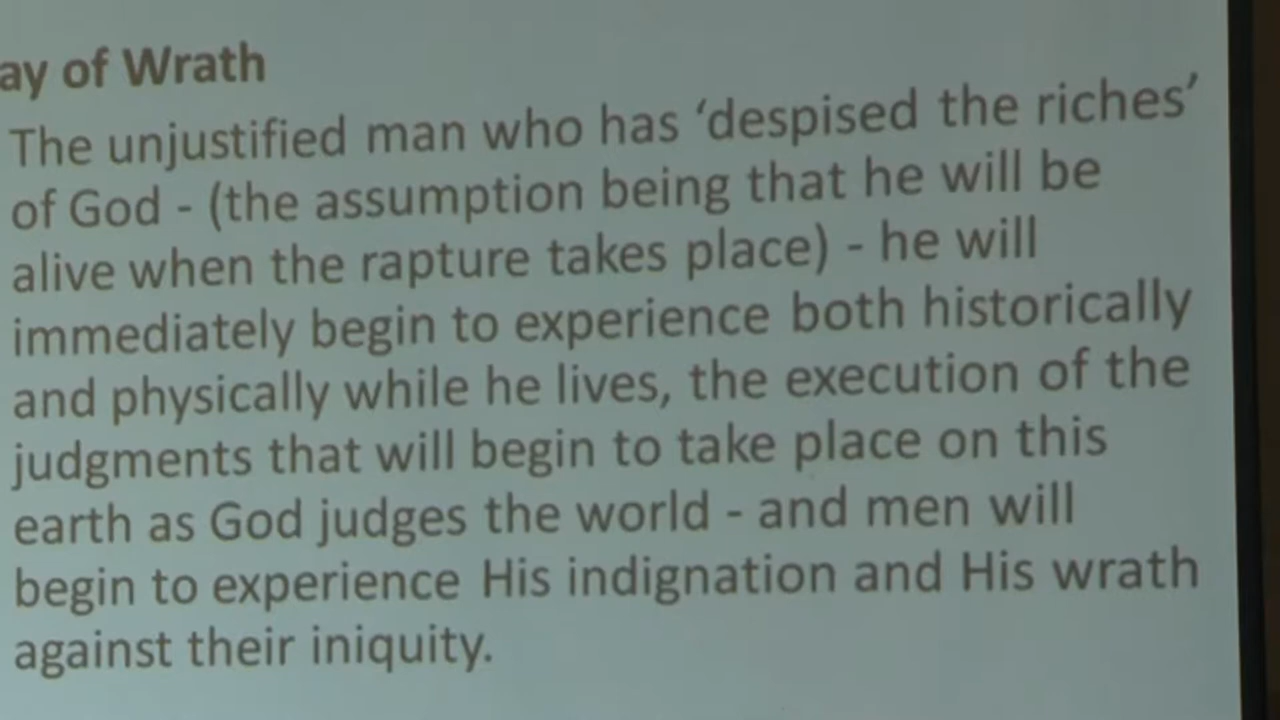 ay of Wrath
The unjustified man who has ‘despised the riches’
of God - (the assumption being that he will be
alive when the rapture takes place) - he will
immediately begin to experience both historically
and physically while he lives, the execution of the
judgments that will begin to take place on this
earth as God judges the world - and men will
begin to experience His indignation and His wrath
against their iniquity.